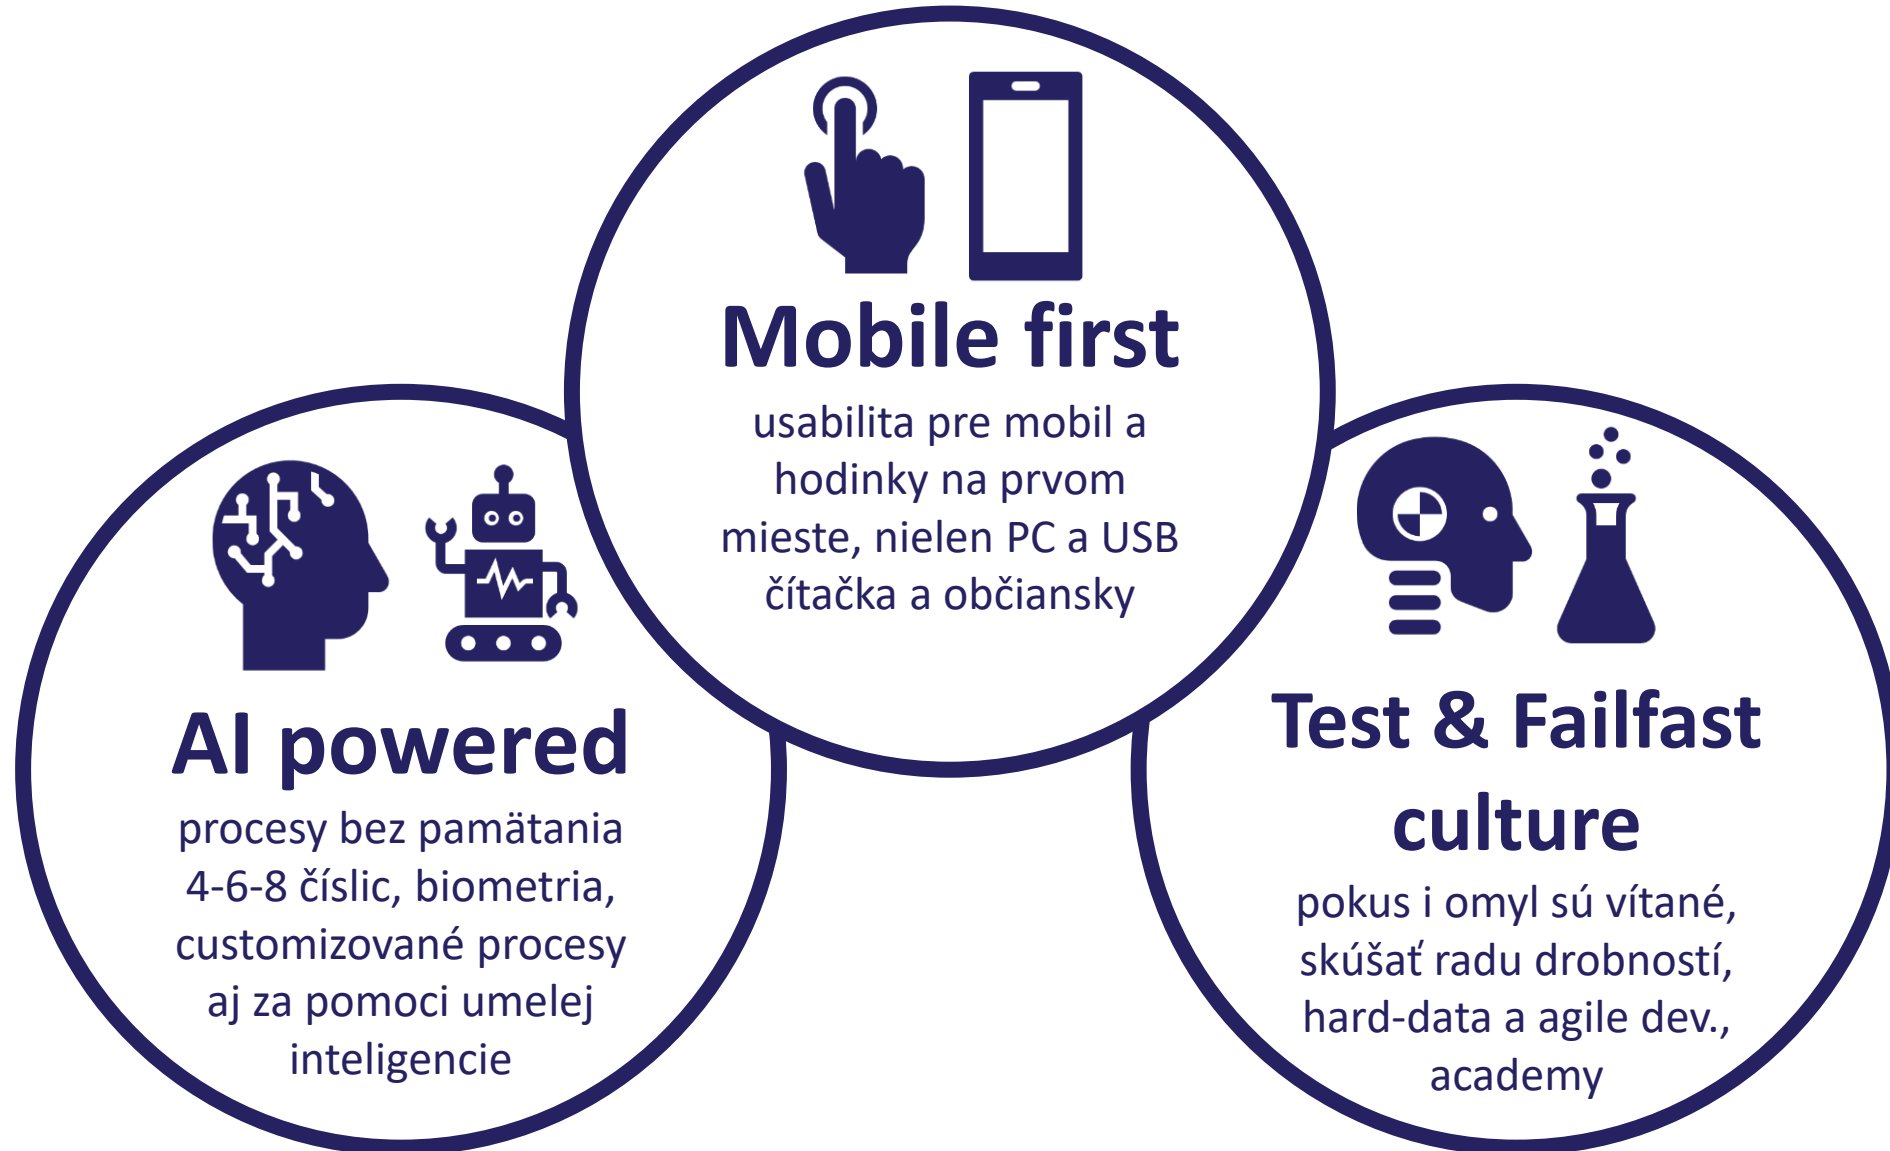 Mobile first
usabilita pre mobil a
hodinky na prvom
mieste, nielen PC a USB
čítačka a občiansky
AI powered
procesy bez pamätania
4-6-8 číslic, biometria,
customizované procesy
aj za pomoci umelej
inteligencie
Test & Failfast
culture
pokus i omyl sú vítané,
skúšať radu drobností,
hard-data a agile dev.,
academy